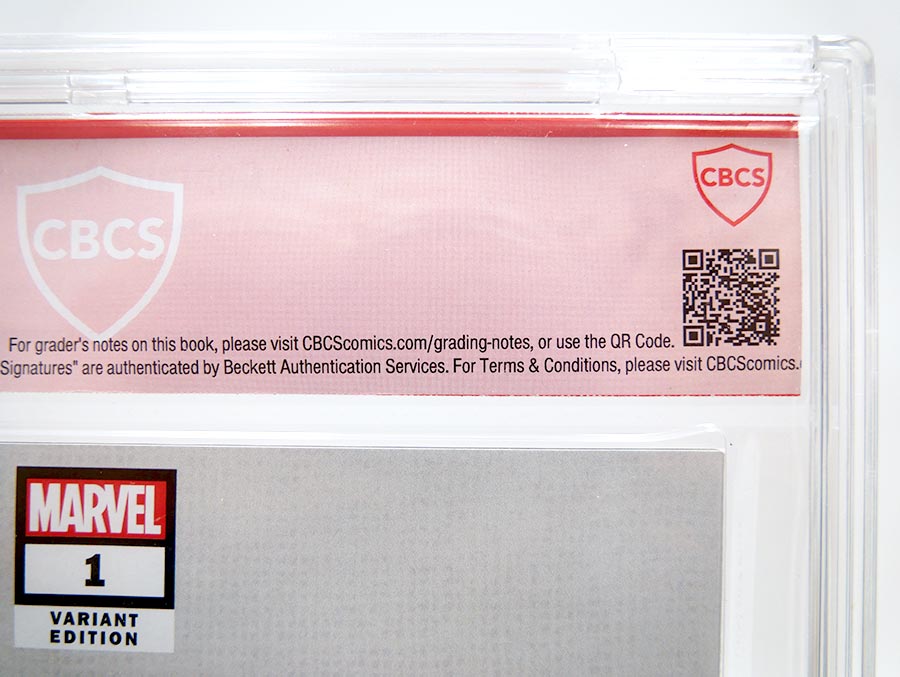 CBCS
CBCS
For grader's notes on this book, please visit CBCScomics.com/grading-notes, or use the QR Code.
Signatures" are authenticated by Beckett Authentication Services. For Terms & Conditions, please visit CBCScomics.
MARVEL
1
VARIANT
EDITION